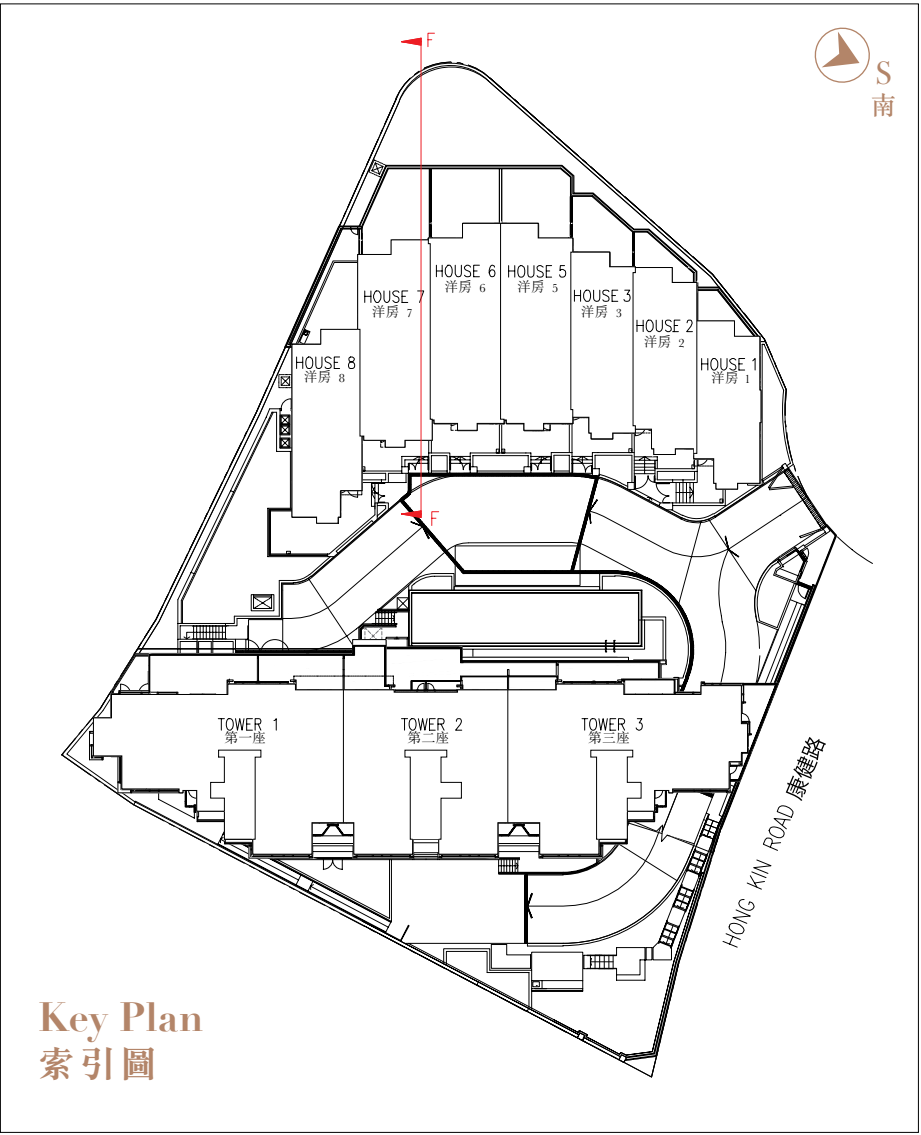 F
S
南
HOUSE 6
洋房 6
HOUSE 5
洋房 5
HOUSE 7
洋房 7
HOUSE 3
洋房 3
HOUSE 2
洋房 2
HOUSE 8
洋房 8
HOUSE 1
洋房 1
F
TOWER 1
第一座
TOWER 2
第二座
TOWER 3
第三座
HONG KIN ROAD 康健路
Key Plan
索引圖